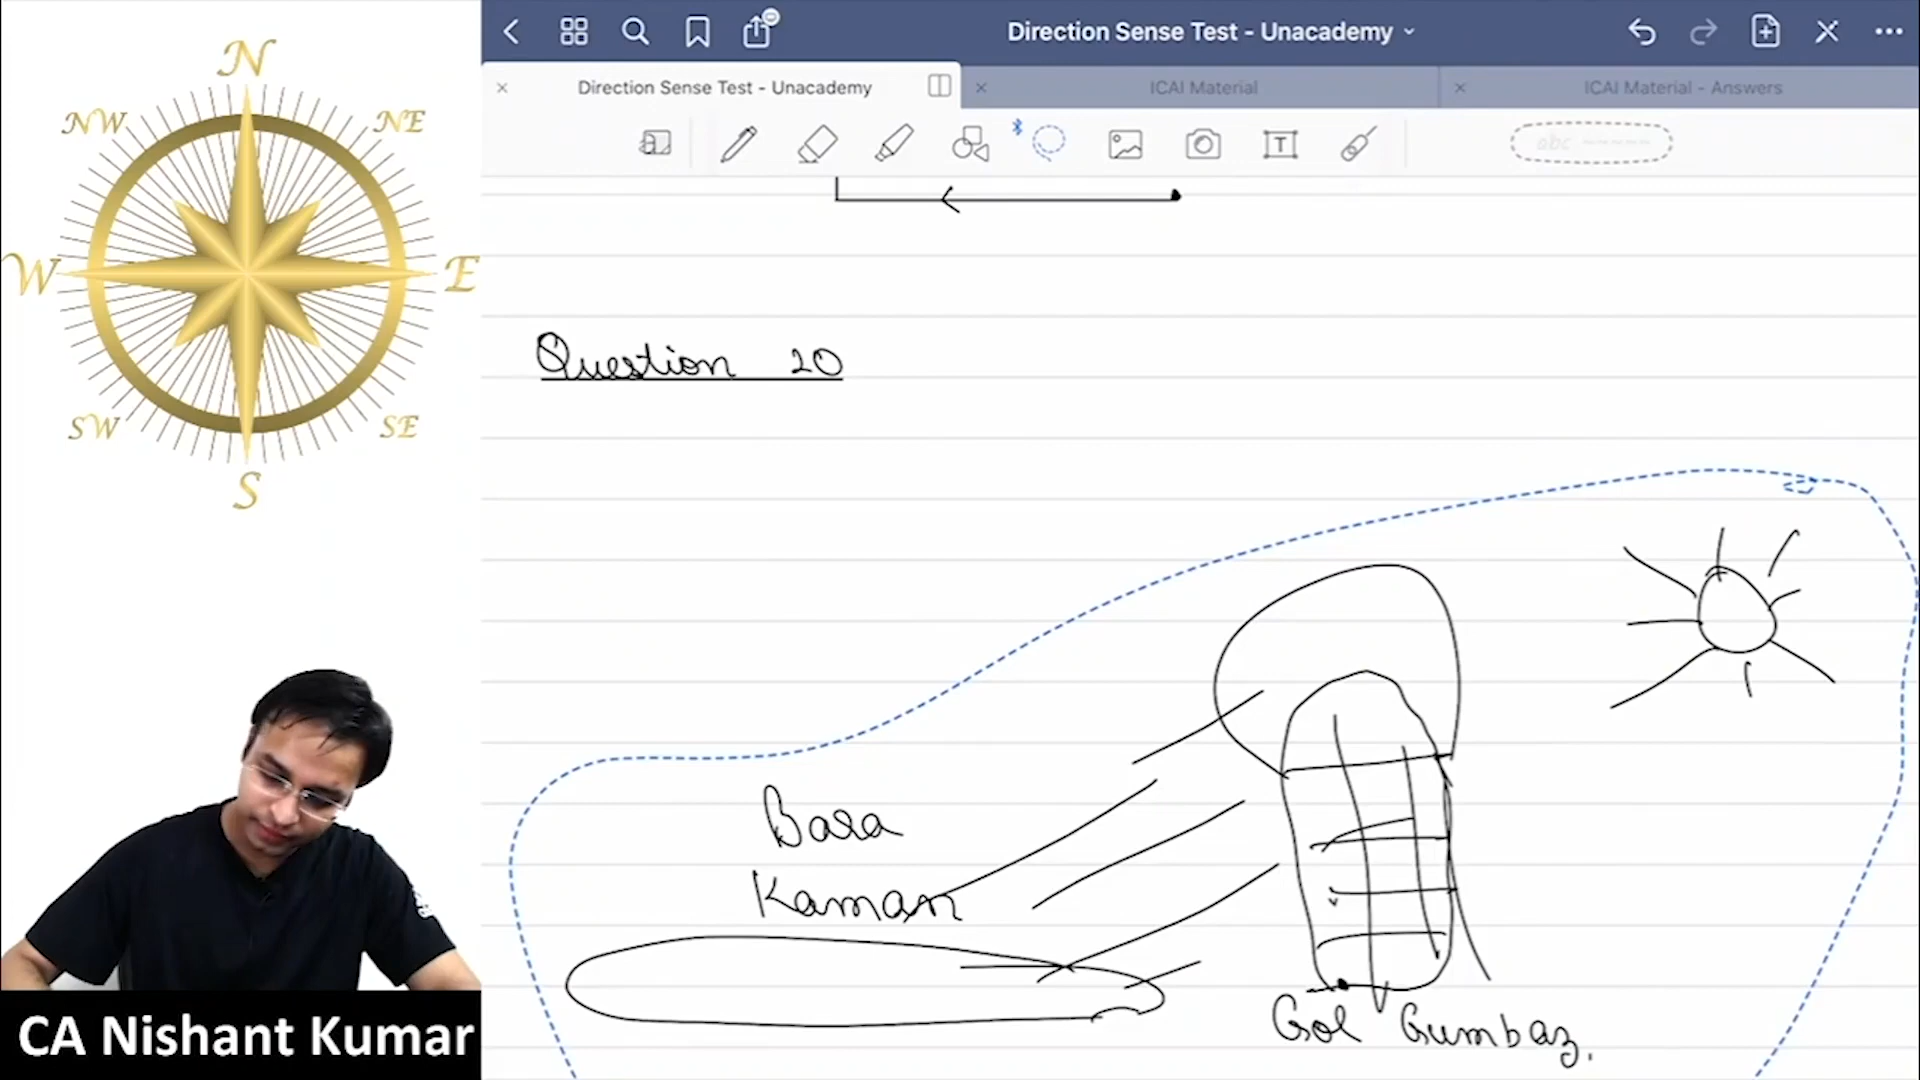 N
NW
NE
W
E
SW
SE
S
Direction Sense Test - Unacademy
Direction Sense Test - Unacademy
ICAI Material
ICAI Material - Answers
T
abc
Question 20
Bara
Kaman
Gol Gumbaz.
CA Nishant Kumar